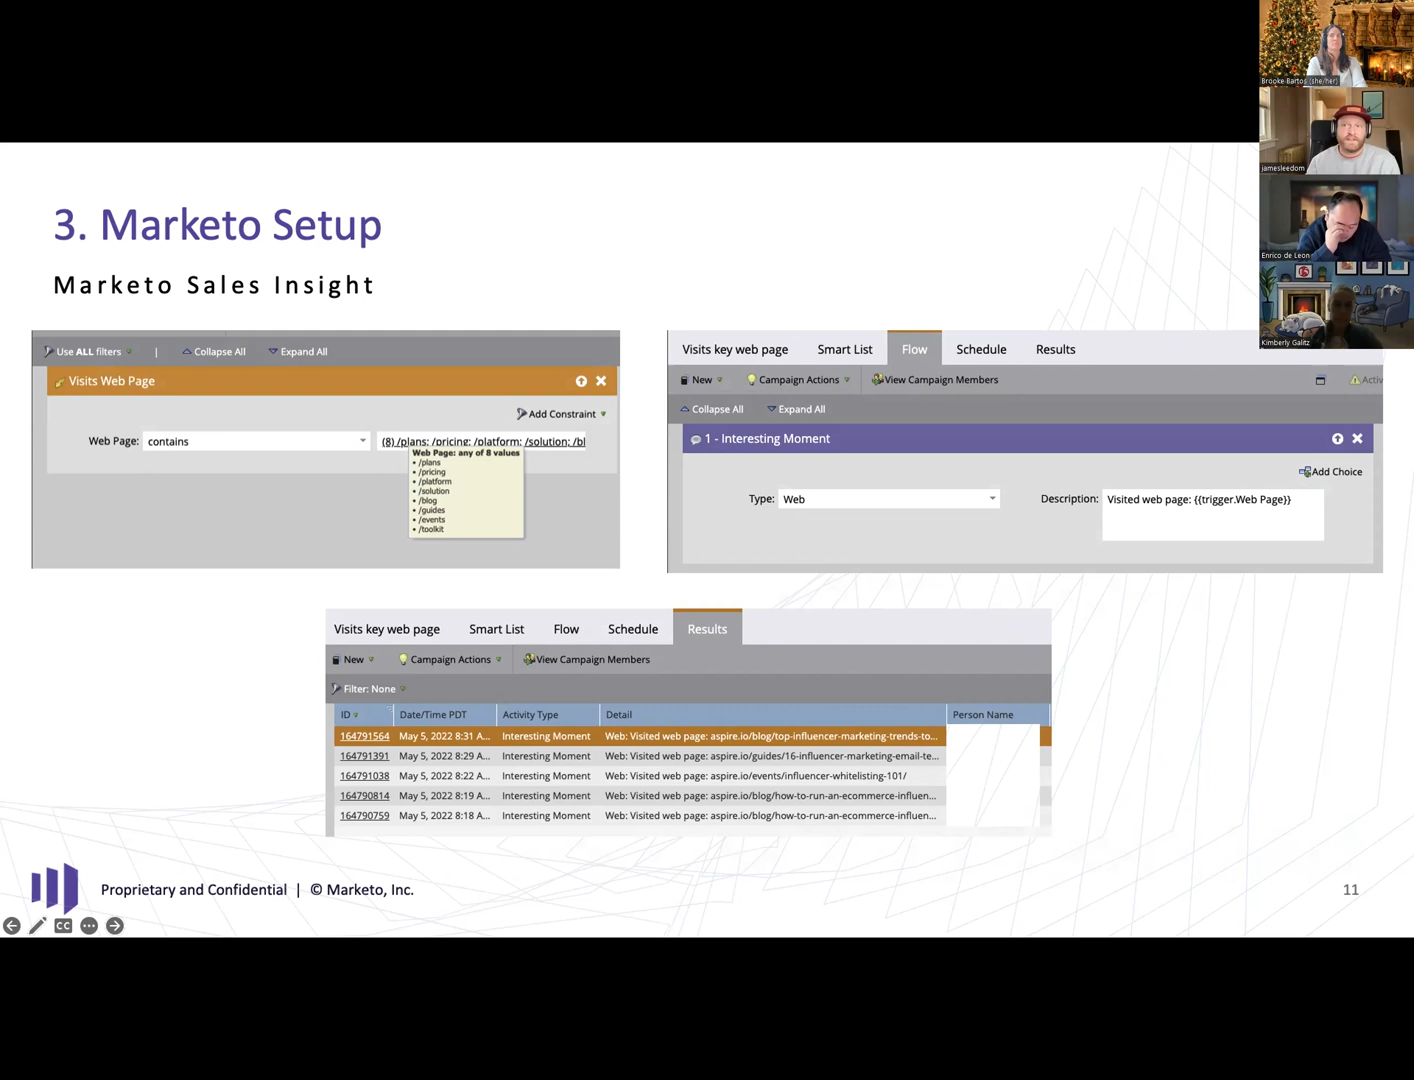 Brooke Bartos (she/her)
jamesleedom
Enrico de Leon
Kimberly Galitz
3. Marketo Setup
Marketo Sales Insight
Use ALL filters | Collapse All Expand All
Visits Web Page
Add Constraint
Web Page: contains (8) /plans; /pricing; /platform; /solution; /bl
Web Page: any of 8 values
• /plans
• /pricing
• /platform
• /solution
• /blog
• /guides
• /events
• /toolkit
Visits key web page Smart List Flow Schedule Results
New Campaign Actions View Campaign Members Activ
Collapse All Expand All
1 - Interesting Moment
Add Choice
Type: Web Description: Visited web page: {{trigger.Web Page}}
Visits key web page Smart List Flow Schedule Results
New Campaign Actions View Campaign Members
Filter: None
ID Date/Time PDT Activity Type Detail Person Name
164791564 May 5, 2022 8:31 A... Interesting Moment Web: Visited web page: aspire.io/blog/top-influencer-marketing-trends-to...
164791391 May 5, 2022 8:29 A... Interesting Moment Web: Visited web page: aspire.io/guides/16-influencer-marketing-email-te...
164791038 May 5, 2022 8:22 A... Interesting Moment Web: Visited web page: aspire.io/events/influencer-whitelisting-101/
164790814 May 5, 2022 8:19 A... Interesting Moment Web: Visited web page: aspire.io/blog/how-to-run-an-ecommerce-influen...
164790759 May 5, 2022 8:18 A... Interesting Moment Web: Visited web page: aspire.io/blog/how-to-run-an-ecommerce-influen...
Proprietary and Confidential | © Marketo, Inc.
11
CC